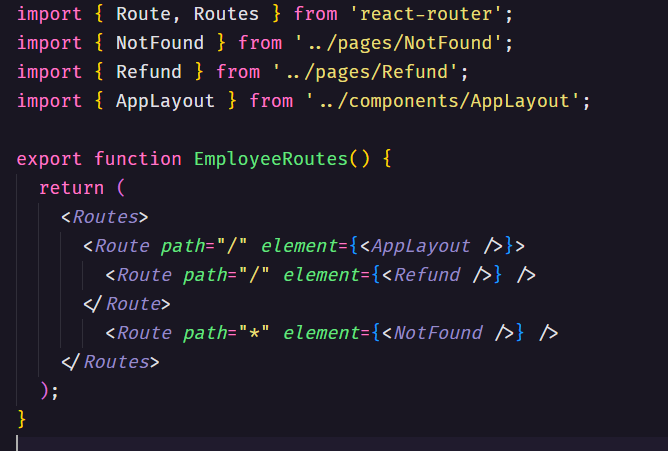 import { Route, Routes } from 'react-router';
import { NotFound } from '../pages/NotFound';
import { Refund } from '../pages/Refund';
import { AppLayout } from '../components/AppLayout';

export function EmployeeRoutes() {
  return (
    <Routes>
      <Route path="/" element={<AppLayout />}>
        <Route path="/" element={<Refund />} />
      </Route>
        <Route path="*" element={<NotFound />} />
    </Routes>
  );
}